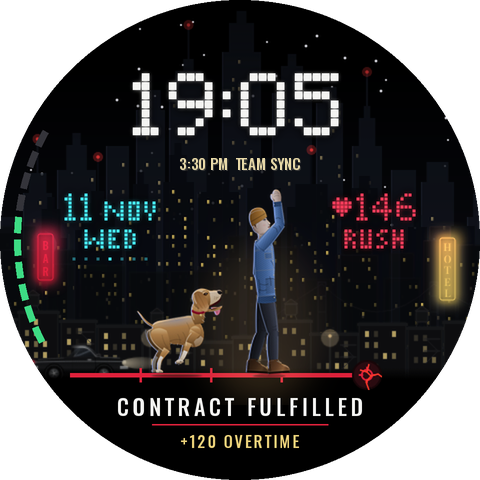 19:05
3:30 PM TEAM SYNC
11 NOV
WED
♥146
RUSH
BAR
HOTEL
CONTRACT FULFILLED
+120 OVERTIME